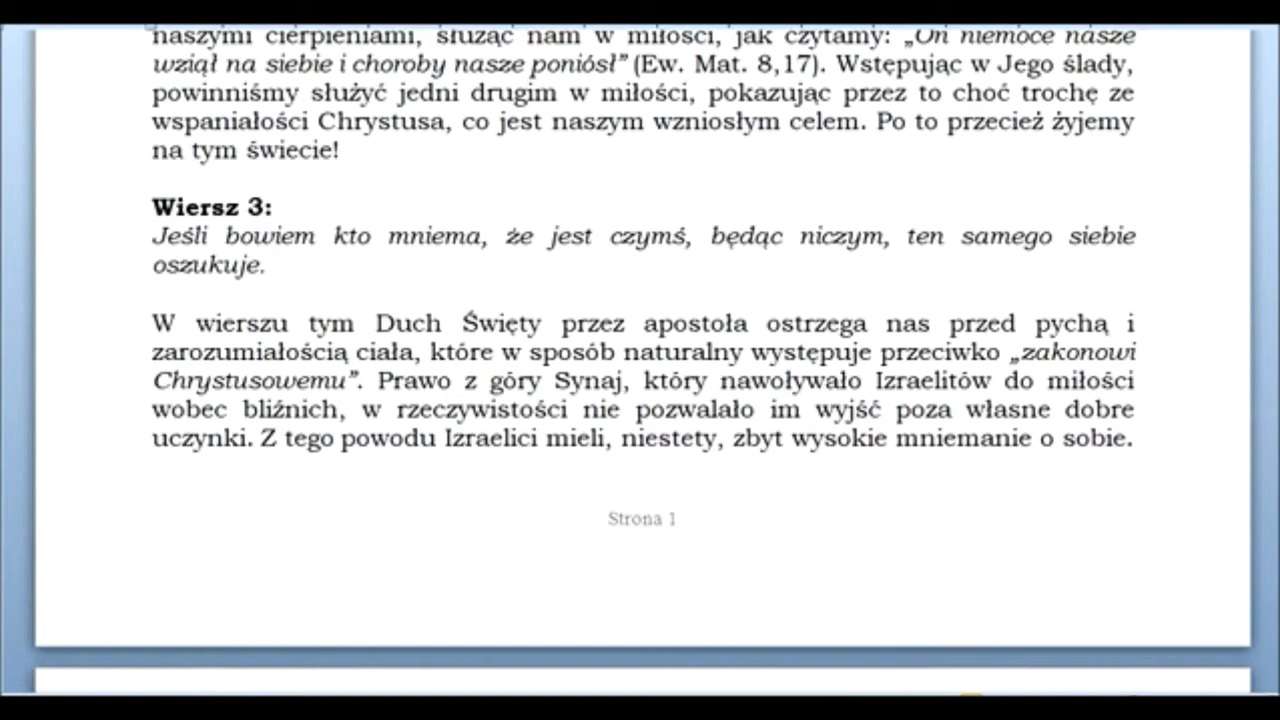 naszymi cierpieniami, służąc nam w miłości, jak czytamy: „On niemoce nasze
wziął na siebie i choroby nasze poniósł” (Ew. Mat. 8,17). Wstępując w Jego ślady,
powinniśmy służyć jedni drugim w miłości, pokazując przez to choć trochę ze
wspaniałości Chrystusa, co jest naszym wzniosłym celem. Po to przecież żyjemy
na tym świecie!
Wiersz 3:
Jeśli bowiem kto mniema, że jest czymś, będąc niczym, ten samego siebie
oszukuje.
W wierszu tym Duch Święty przez apostoła ostrzega nas przed pychą i
zarozumiałością ciała, które w sposób naturalny występuje przeciwko „zakonowi
Chrystusowemu”. Prawo z góry Synaj, który nawoływało Izraelitów do miłości
wobec bliźnich, w rzeczywistości nie pozwalało im wyjść poza własne dobre
uczynki. Z tego powodu Izraelici mieli, niestety, zbyt wysokie mniemanie o sobie.
Strona 1